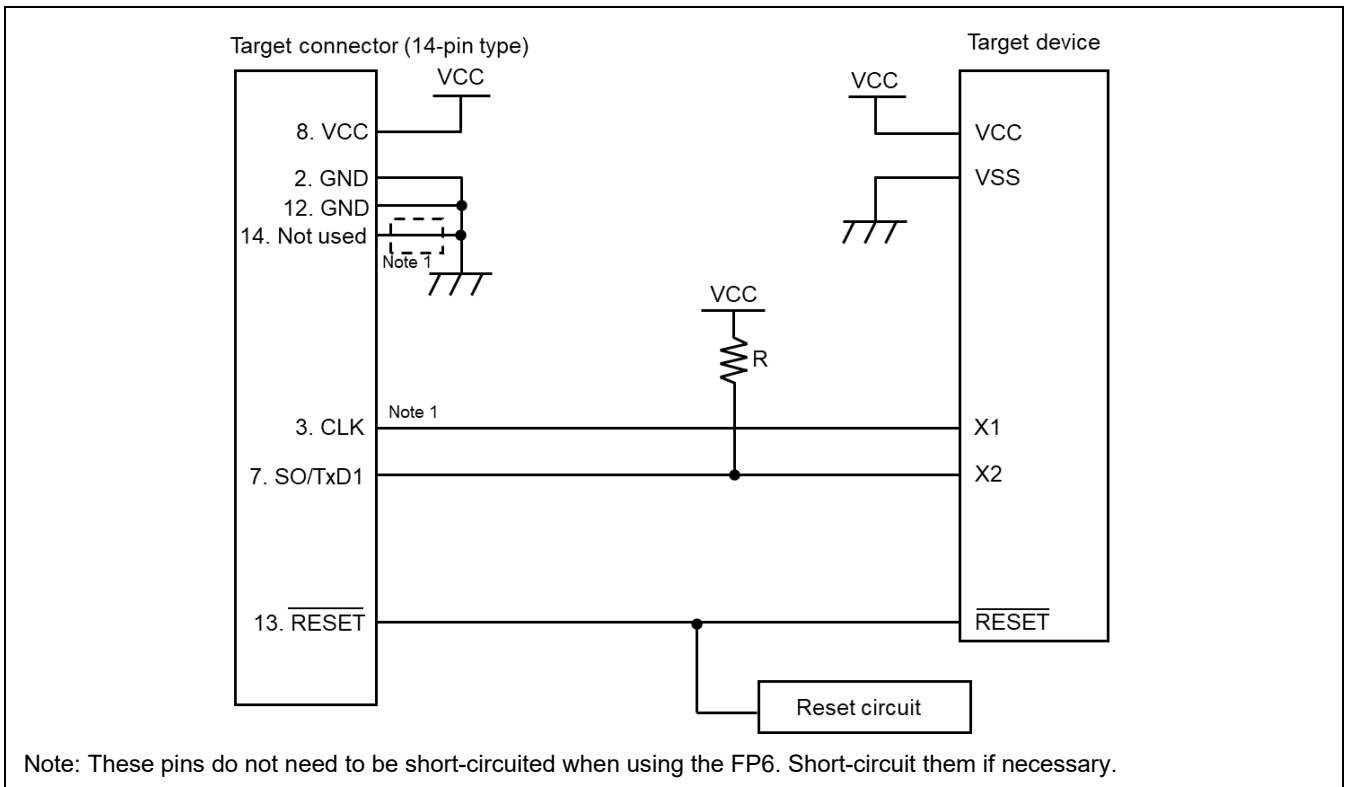 Target connector (14-pin type)
Target device
VCC
VCC
8. VCC
VCC
2. GND
VSS
12. GND
14. Not used
Note 1
VCC
R
Note 1
3. CLK
X1
7. SO/TxD1
X2
13. RESET
RESET
Reset circuit
Note: These pins do not need to be short-circuited when using the FP6. Short-circuit them if necessary.